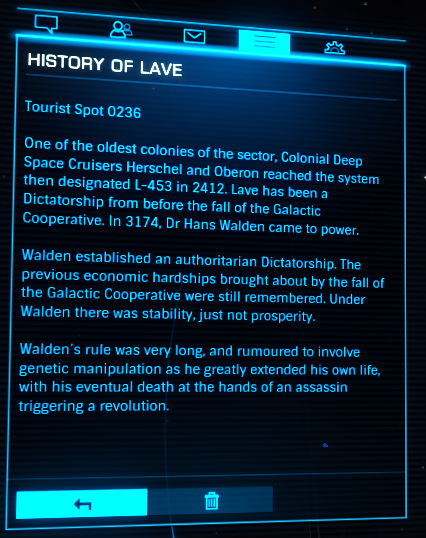 HISTORY OF LAVE
Tourist Spot 0236
One of the oldest colonies of the sector, Colonial Deep
Space Cruisers Herschel and Oberon reached the system
then designated L-453 in 2412. Lave has been a
Dictatorship from before the fall of the Galactic
Cooperative. In 3174, Dr Hans Walden came to power.
Walden established an authoritarian Dictatorship. The
previous economic hardships brought about by the fall of
the Galactic Cooperative were still remembered. Under
Walden there was stability, just not prosperity.
Walden's rule was very long, and rumoured to involve
genetic manipulation as he greatly extended his own life,
with his eventual death at the hands of an assassin
triggering a revolution.